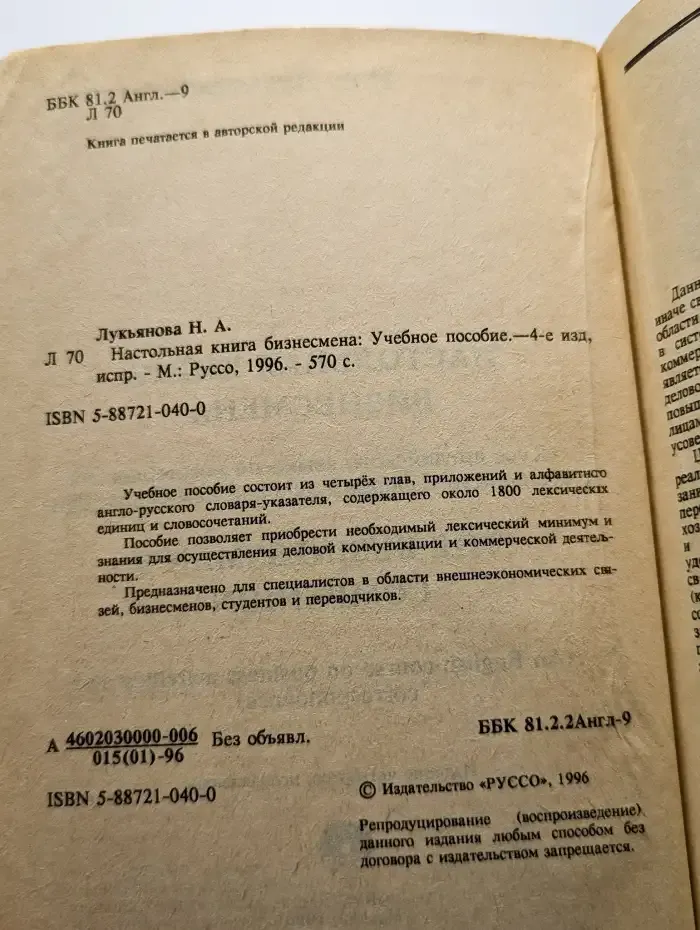 ББК 81.2 Англ.—9
Л 70
Книга печатается в авторской редакции
Лукьянова Н. А.
Л 70 Настольная книга бизнесмена: Учебное пособие.—4-е изд,
испр. - М.: Руссо, 1996. - 570 с.
ISBN 5-88721-040-0
Учебное пособие состоит из четырёх глав, приложений и алфавитного
англо-русского словаря-указателя, содержащего около 1800 лексических
единиц и словосочетаний.
Пособие позволяет приобрести необходимый лексический минимум и
знания для осуществления деловой коммуникации и коммерческой деятель-
ности.
Предназначено для специалистов в области внешнеэкономических свя-
зей, бизнесменов, студентов и переводчиков.
А 4602030000-006 Без объявл.
015(01)-96
ББК 81.2.2Англ-9
ISBN 5-88721-040-0
© Издательство «РУССО», 1996
Репродуцирование (воспроизведение)
данного издания любым способом без
договора с издательством запрещается.
иначе
области
в